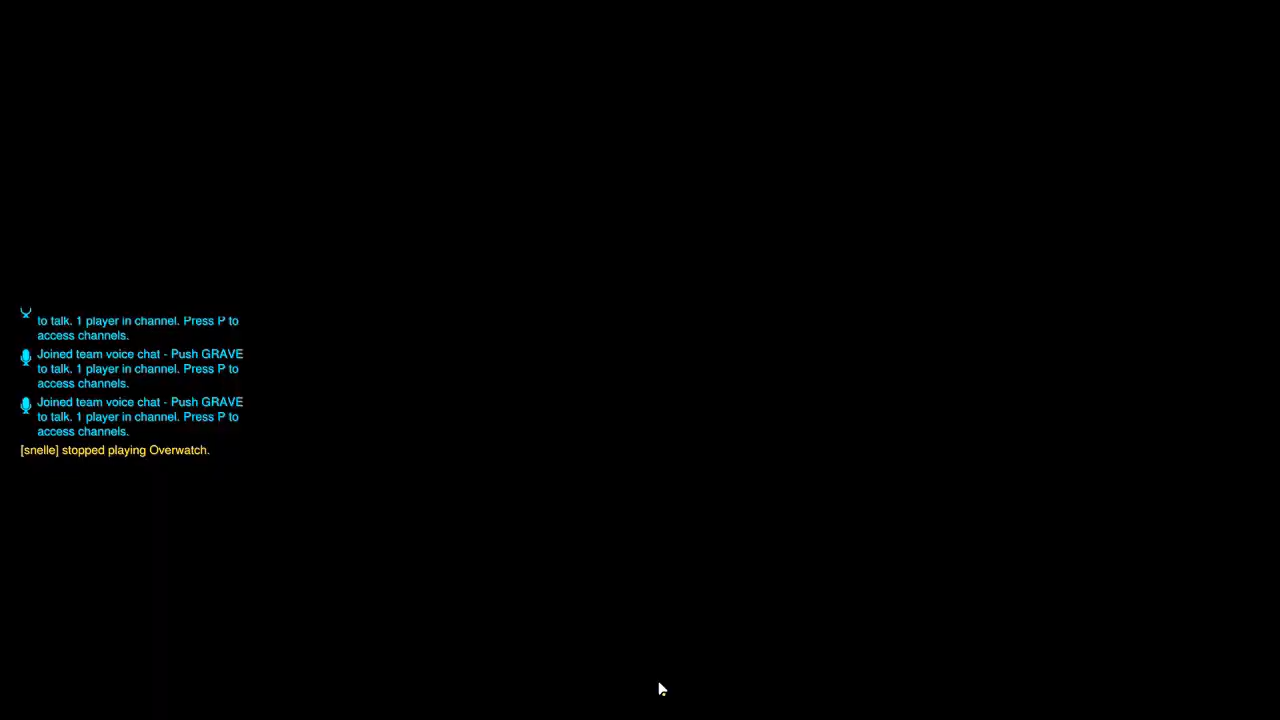 to talk. 1 player in channel. Press P to
access channels.
Joined team voice chat - Push GRAVE
to talk. 1 player in channel. Press P to
access channels.
Joined team voice chat - Push GRAVE
to talk. 1 player in channel. Press P to
access channels.
[snelle] stopped playing Overwatch.